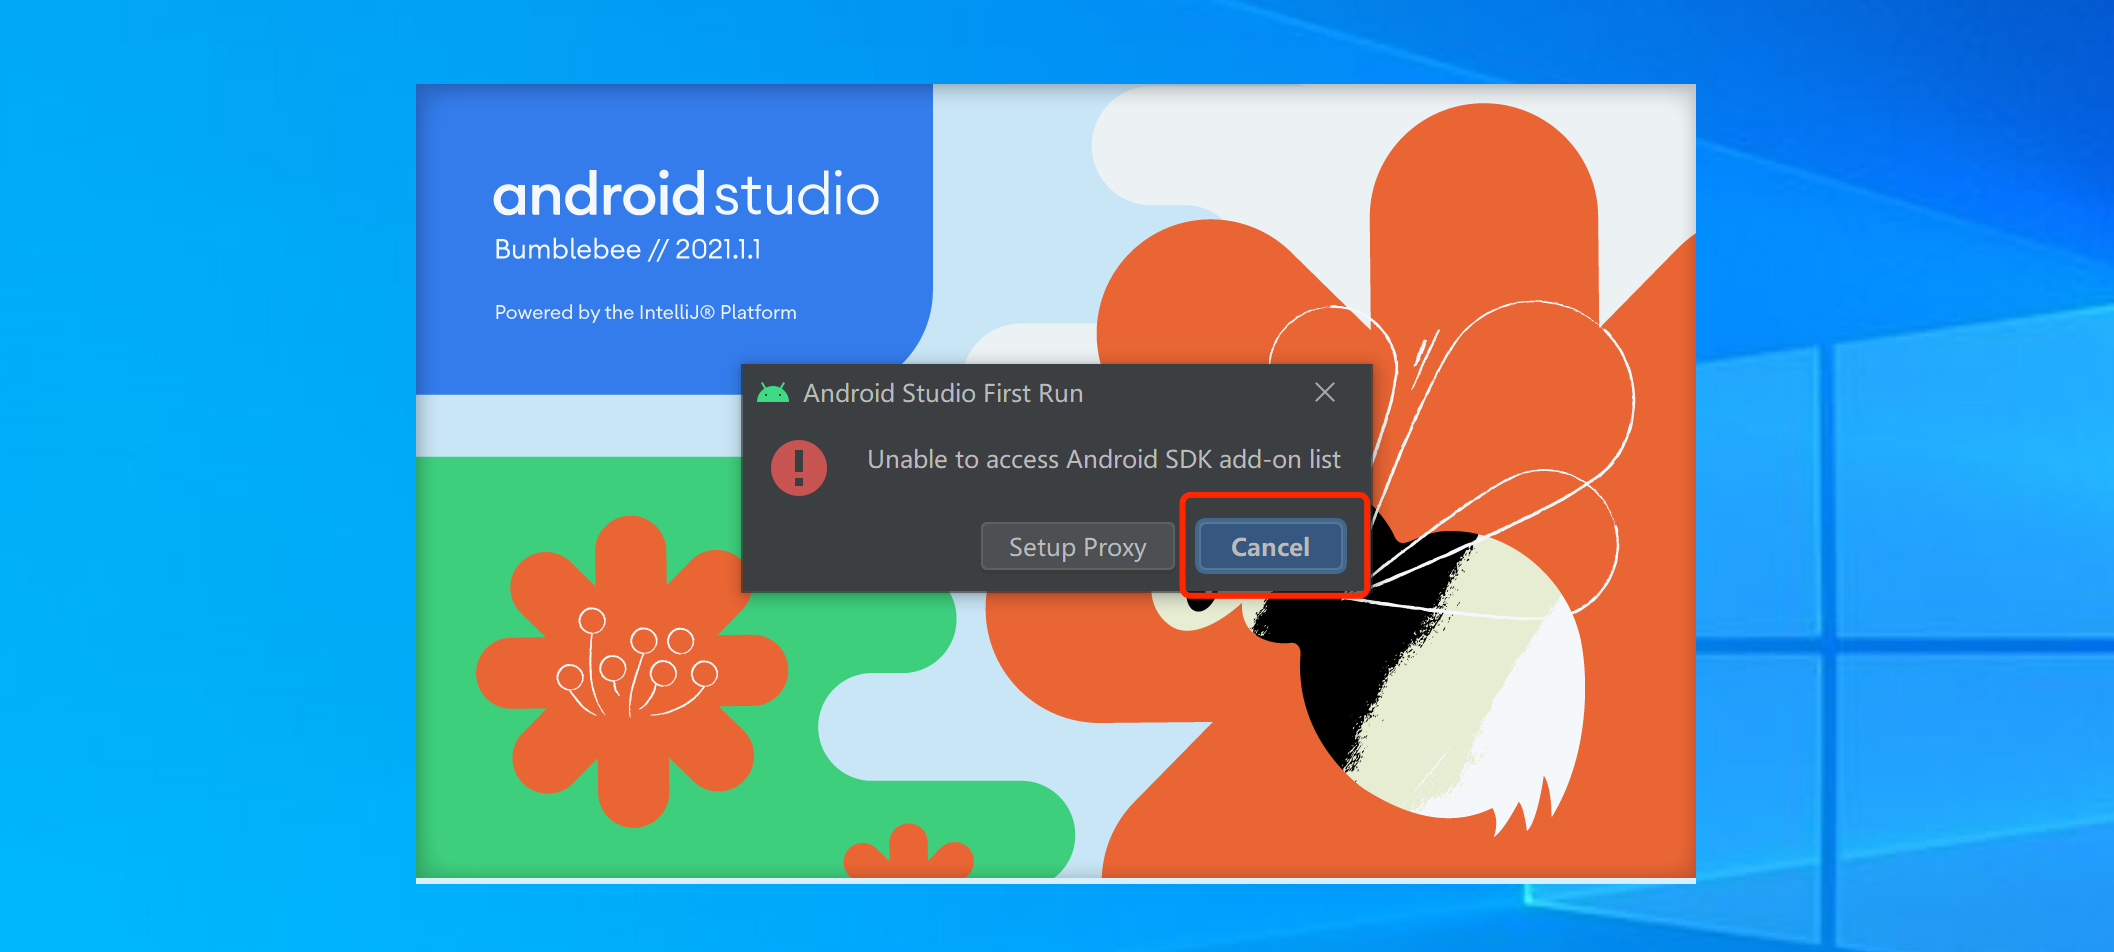 android studio
Bumblebee // 2021.1.1
Powered by the IntelliJ® Platform
Android Studio First Run
Unable to access Android SDK add-on list
Setup Proxy
Cancel